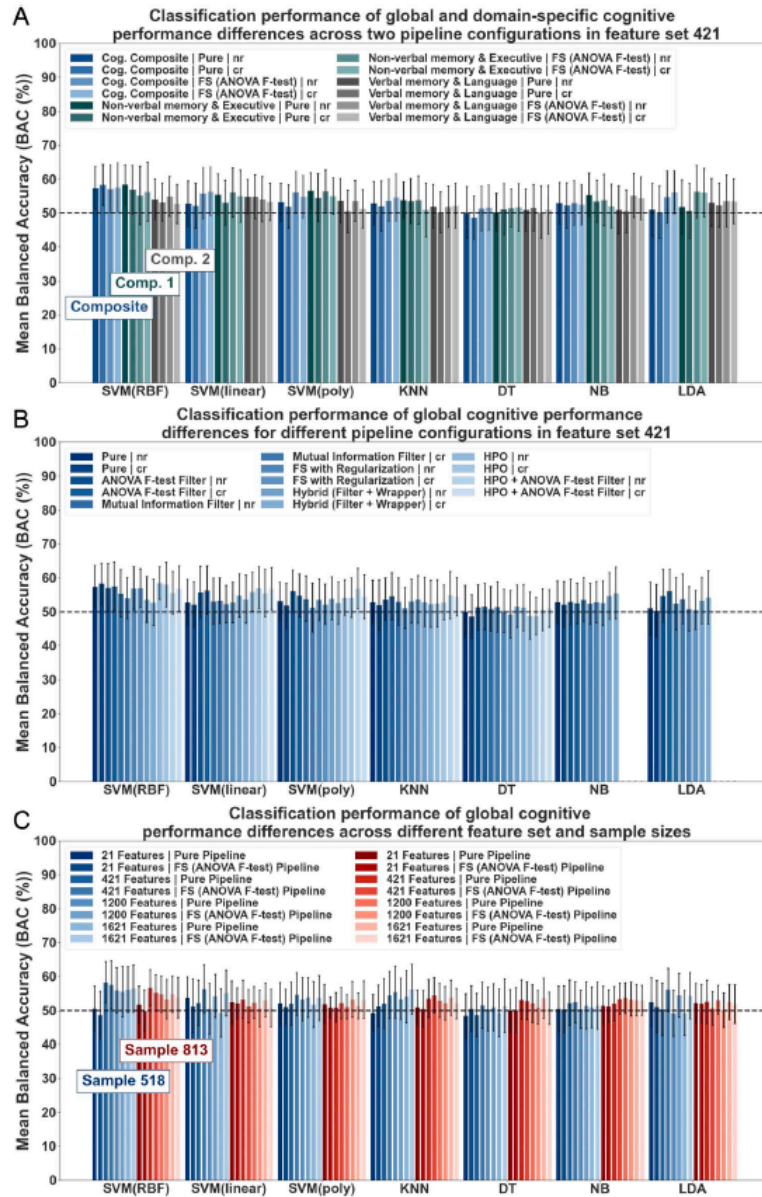 A
Classification performance of global and domain-specific cognitive
performance differences across two pipeline configurations in feature set 421
Mean Balanced Accuracy (BAC (%))
100
90
80
70
60
50
40
30
20
10
0
Cog. Composite | Pure | nr
Cog. Composite | Pure | cr
Cog. Composite | FS (ANOVA F-test) | nr
Cog. Composite | FS (ANOVA F-test) | cr
Non-verbal memory & Executive | Pure | nr
Non-verbal memory & Executive | Pure | cr
Non-verbal memory & Executive | FS (ANOVA F-test) | nr
Non-verbal memory & Executive | FS (ANOVA F-test) | cr
Verbal memory & Language | Pure | nr
Verbal memory & Language | Pure | cr
Verbal memory & Language | FS (ANOVA F-test) | nr
Verbal memory & Language | FS (ANOVA F-test) | cr
Comp. 2
Comp. 1
Composite
SVM(RBF) SVM(linear) SVM(poly) KNN DT NB LDA
B
Classification performance of global cognitive performance
differences for different pipeline configurations in feature set 421
Mean Balanced Accuracy (BAC (%))
100
90
80
70
60
50
40
30
20
10
0
Pure | nr
Pure | cr
ANOVA F-test Filter | nr
ANOVA F-test Filter | cr
Mutual Information Filter | nr
Mutual Information Filter | cr
FS with Regularization | nr
FS with Regularization | cr
Hybrid (Filter + Wrapper) | nr
Hybrid (Filter + Wrapper) | cr
HPO | nr
HPO | cr
HPO + ANOVA F-test Filter | nr
HPO + ANOVA F-test Filter | cr
SVM(RBF) SVM(linear) SVM(poly) KNN DT NB LDA
C
Classification performance of global cognitive
performance differences across different feature set and sample sizes
Mean Balanced Accuracy (BAC (%))
100
90
80
70
60
50
40
30
20
10
0
21 Features | Pure Pipeline
21 Features | FS (ANOVA F-test) Pipeline
421 Features | Pure Pipeline
421 Features | FS (ANOVA F-test) Pipeline
1200 Features | Pure Pipeline
1200 Features | FS (ANOVA F-test) Pipeline
1621 Features | Pure Pipeline
1621 Features | FS (ANOVA F-test) Pipeline
21 Features | Pure Pipeline
21 Features | FS (ANOVA F-test) Pipeline
421 Features | Pure Pipeline
421 Features | FS (ANOVA F-test) Pipeline
1200 Features | Pure Pipeline
1200 Features | FS (ANOVA F-test) Pipeline
1621 Features | Pure Pipeline
1621 Features | FS (ANOVA F-test) Pipeline
Sample 813
Sample 518
SVM(RBF) SVM(linear) SVM(poly) KNN DT NB LDA